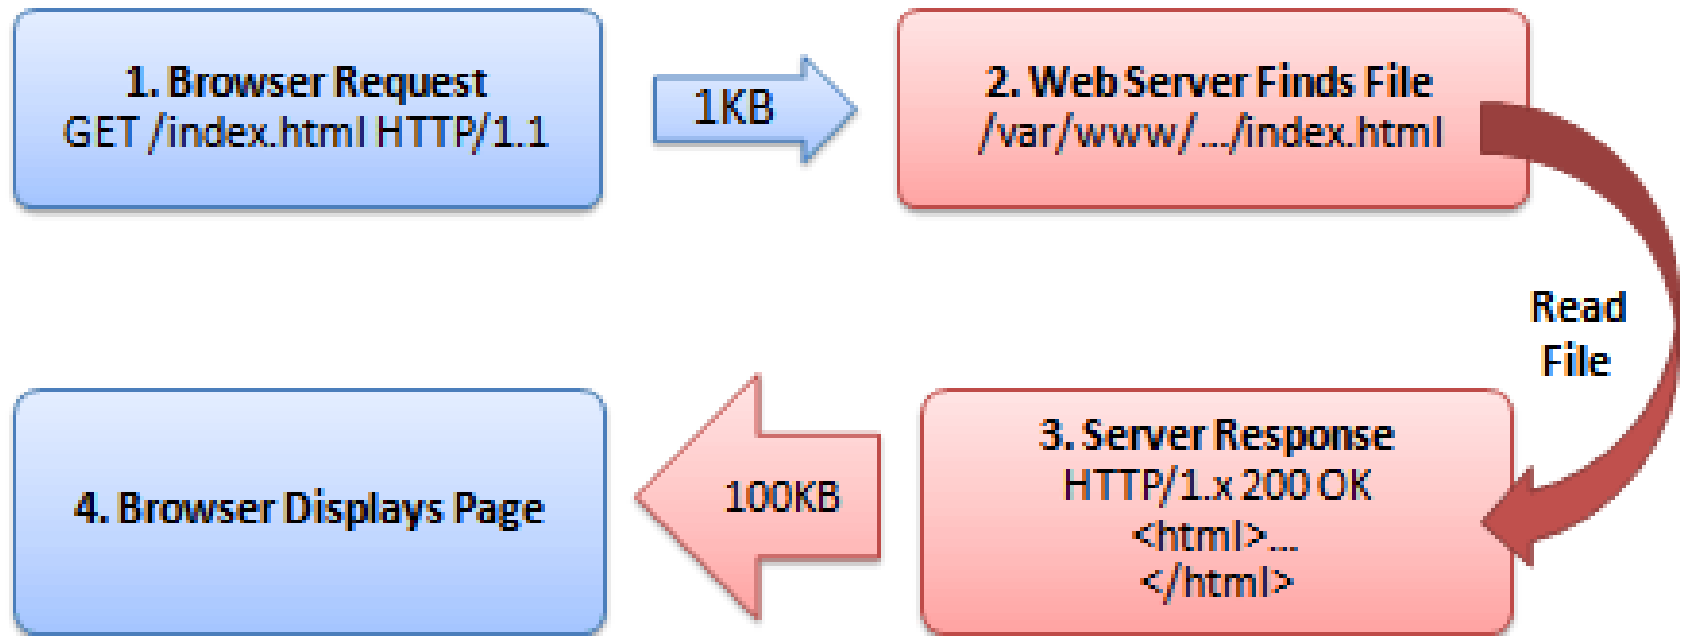 1. Browser Request
GET /index.html HTTP/1.1
1KB
2. Web Server Finds File
/var/www/.../index.html
Read
File
3. Server Response
HTTP/1.x 200 OK
<html>...
</html>
100KB
4. Browser Displays Page